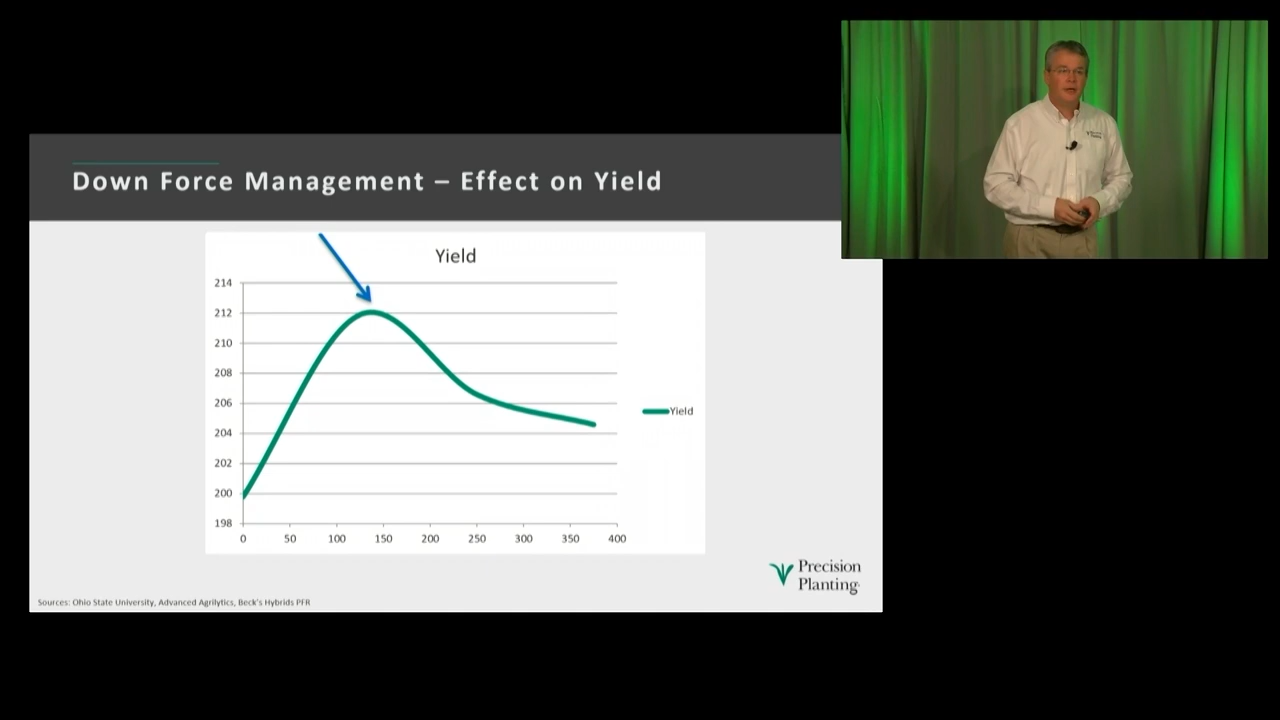 Down Force Management – Effect on Yield
Yield
214
212
210
208
206
204
202
200
198
0 50 100 150 200 250 300 350 400
Yield
Precision
Planting
Sources: Ohio State University, Advanced Agrilytics, Beck's Hybrids PFR